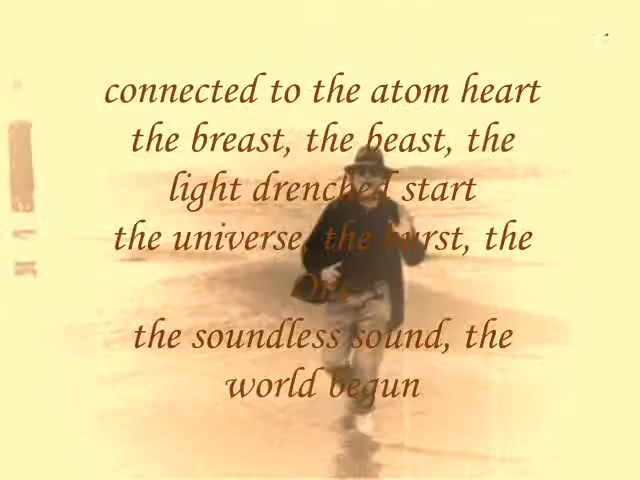 connected to the atom heart
the breast, the beast, the
light drenched start
the universe, the burst, the
One
the soundless sound, the
world begun